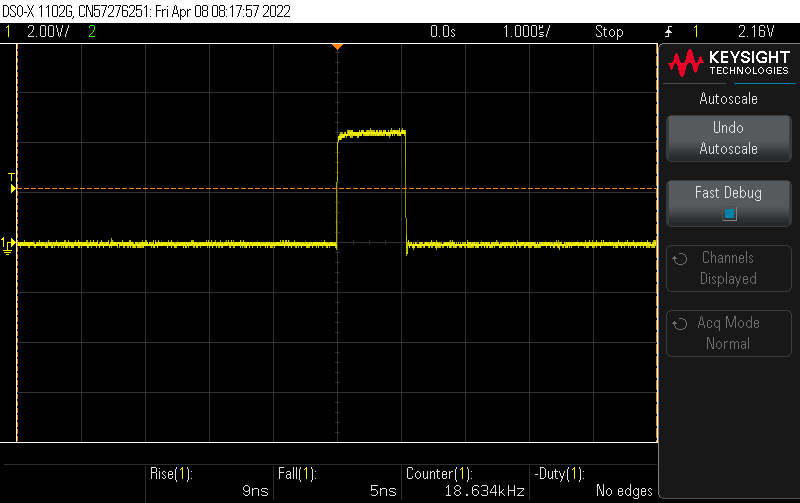 DSO-X 1102G, CN57276251: Fri Apr 08 08:17:57 2022
1 2.00V/ 2 0.0s 1.000s/ Stop 1 2.16V
KEYSIGHT
TECHNOLOGIES
Autoscale
Undo
Autoscale
T
Fast Debug
1
Channels
Displayed
Acq Mode
Normal
Rise(1): Fall(1): Counter(1): -Duty(1):
9ns 5ns 18.634kHz No edges